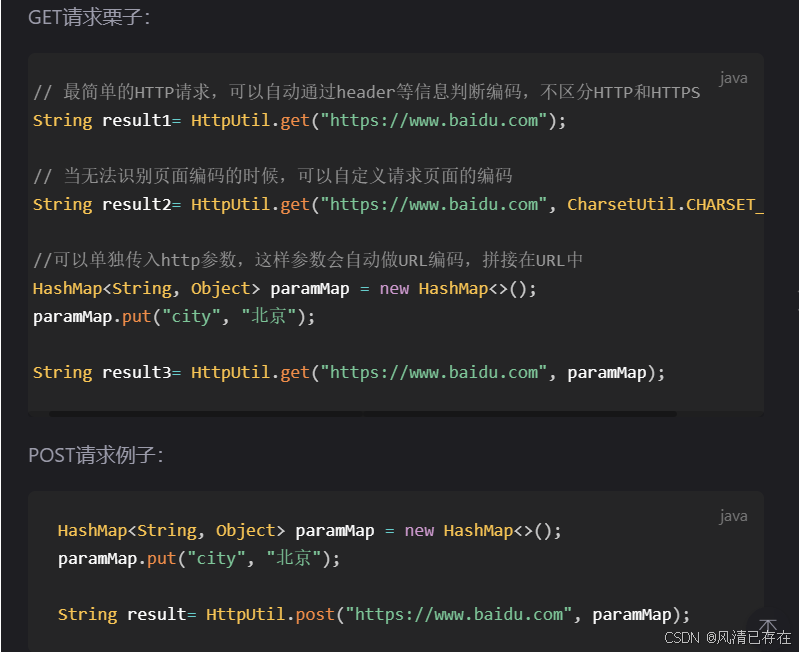 GET请求栗子：
java
// 最简单的HTTP请求，可以自动通过header等信息判断编码，不区分HTTP和HTTPS
String result1= HttpUtil.get("https://www.baidu.com");
// 当无法识别页面编码的时候，可以自定义请求页面的编码
String result2= HttpUtil.get("https://www.baidu.com", CharsetUtil.CHARSET_
//可以单独传入http参数，这样参数会自动做URL编码，拼接在URL中
HashMap<String, Object> paramMap = new HashMap<>();
paramMap.put("city", "北京");
String result3= HttpUtil.get("https://www.baidu.com", paramMap);
POST请求例子：
java
HashMap<String, Object> paramMap = new HashMap<>();
paramMap.put("city", "北京");
String result= HttpUtil.post("https://www.baidu.com", paramMap);
CSDN @风清已存在